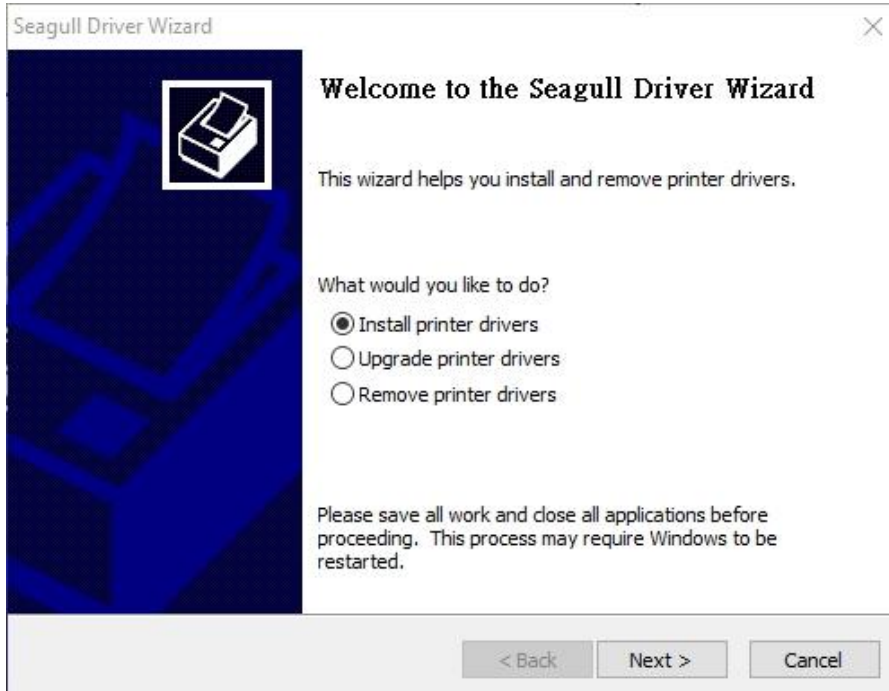 Seagull Driver Wizard
Welcome to the Seagull Driver Wizard
This wizard helps you install and remove printer drivers.
What would you like to do?
Install printer drivers
Upgrade printer drivers
Remove printer drivers
Please save all work and close all applications before
proceeding. This process may require Windows to be
restarted.
< Back Next > Cancel